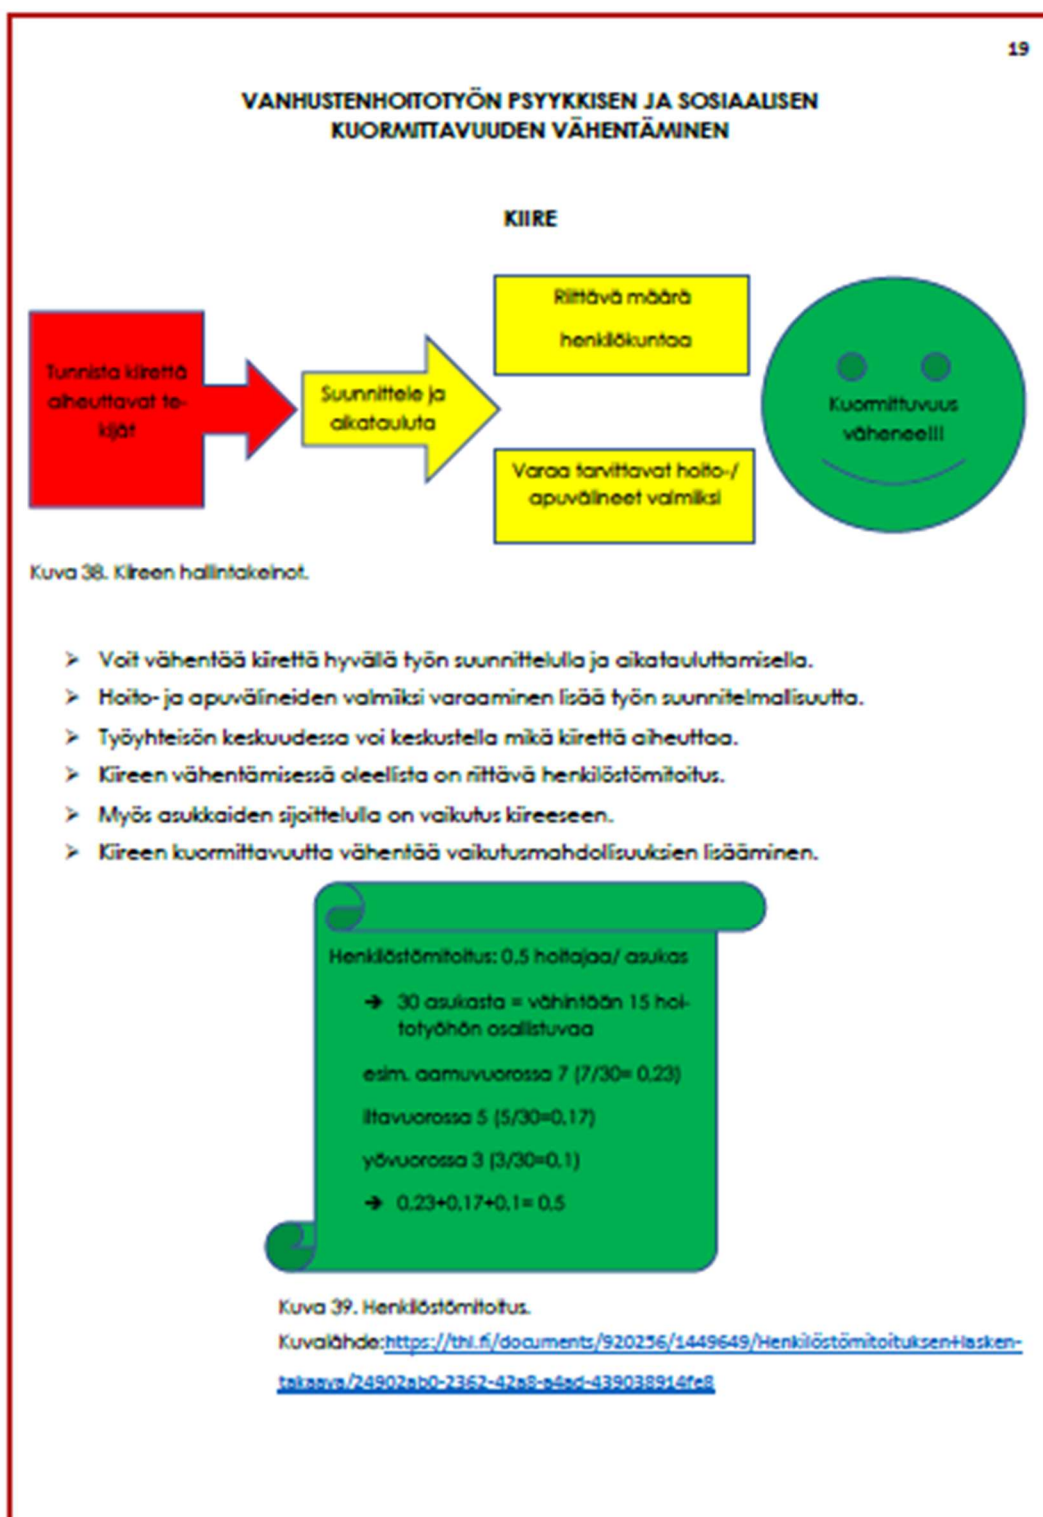 19
VANHUSTENHOITOTYÖN PSYYKKISEN JA SOSIAALISEN
KUORMITTAVUUDEN VÄHENTÄMINEN
KIIRE
Tunnista kiirettä
aiheuttavat te-
kijät
Suunnittele ja
aikatauluta
Riittävä määrä
henkilökuntaa
Varaa tarvittavat hoito-/
apuvälineet valmiksi
Kuormittuvuus
vähenee!!!
Kuva 38. Kiireen hallintakeinot.
➢ Voit vähentää kiirettä hyvällä työn suunnittelulla ja aikatauluttamisella.
➢ Hoito- ja apuvälineiden valmiksi varaaminen lisää työn suunnitelmallisuutta.
➢ Työyhteisön keskuudessa voi keskustella mikä kiirettä aiheuttaa.
➢ Kiireen vähentämisessä oleellista on riittävä henkilöstömitoitus.
➢ Myös asukkaiden sijoittelulla on vaikutus kiireeseen.
➢ Kiireen kuormittavuutta vähentää vaikutusmahdollisuuksien lisääminen.
Henkilöstömitoitus: 0,5 hoitajaa/ asukas
➔ 30 asukasta = vähintään 15 hoi-
totyöhön osallistuvaa
esim. aamuvuorossa 7 (7/30= 0,23)
iltavuorossa 5 (5/30=0,17)
yövuorossa 3 (3/30=0,1)
➔ 0,23+0,17+0,1= 0,5
Kuva 39. Henkilöstömitoitus.
Kuvalähde:https://thl.fi/documents/920256/1449649/Henkilöstömitoituksen+lasken-
takaava/24902ab0-2362-42a8-a4ad-439038914fe8